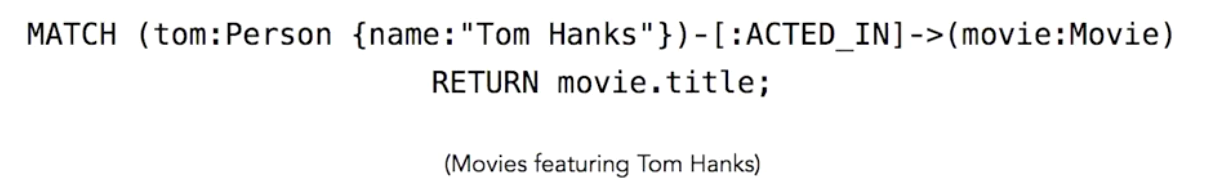 MATCH (tom:Person {name:"Tom Hanks"})-[:ACTED_IN]->(movie:Movie)
RETURN movie.title;
(Movies featuring Tom Hanks)